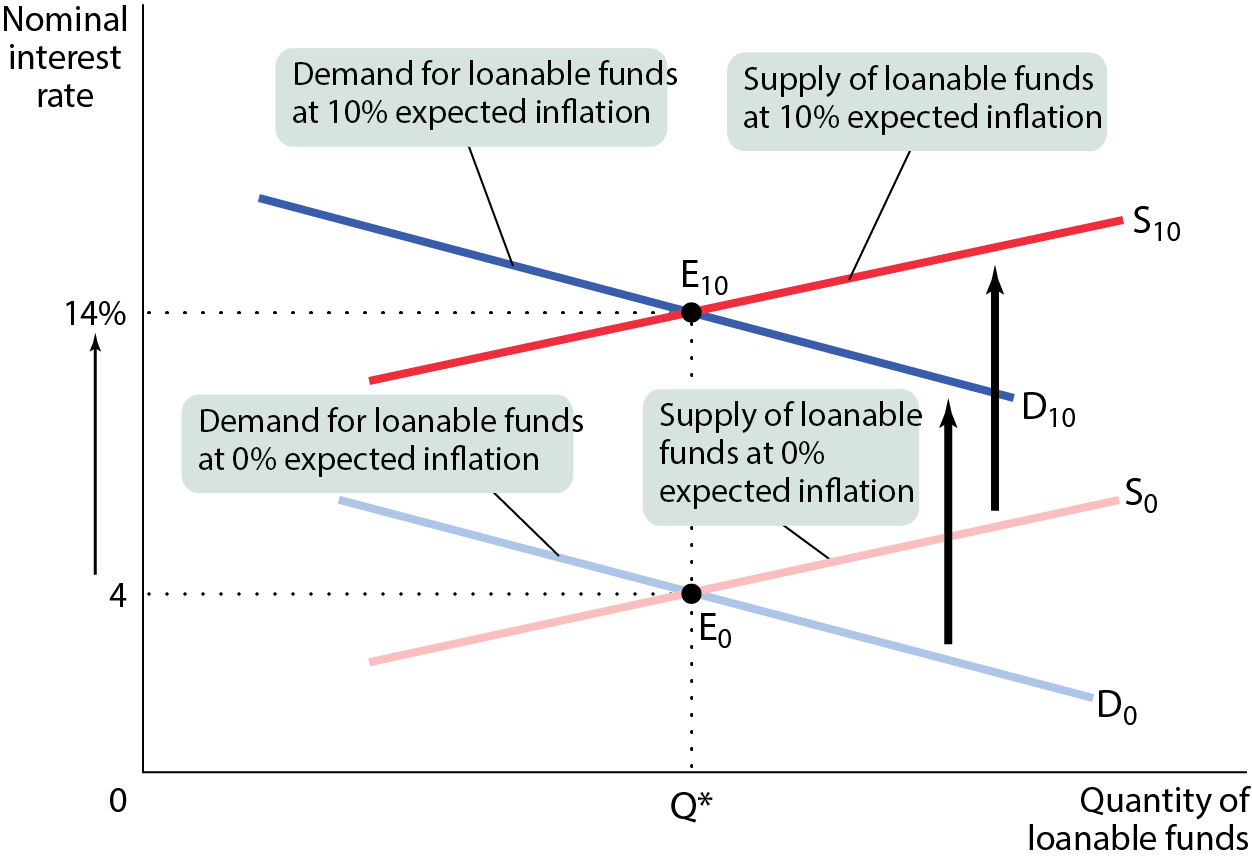 Nominal
interest
rate
Demand for loanable funds
at 10% expected inflation
Supply of loanable funds
at 10% expected inflation
S10
E10
14%
D10
Demand for loanable funds
at 0% expected inflation
Supply of loanable
funds at 0%
expected inflation
S0
4
E0
D0
0
Q*
Quantity of
loanable funds